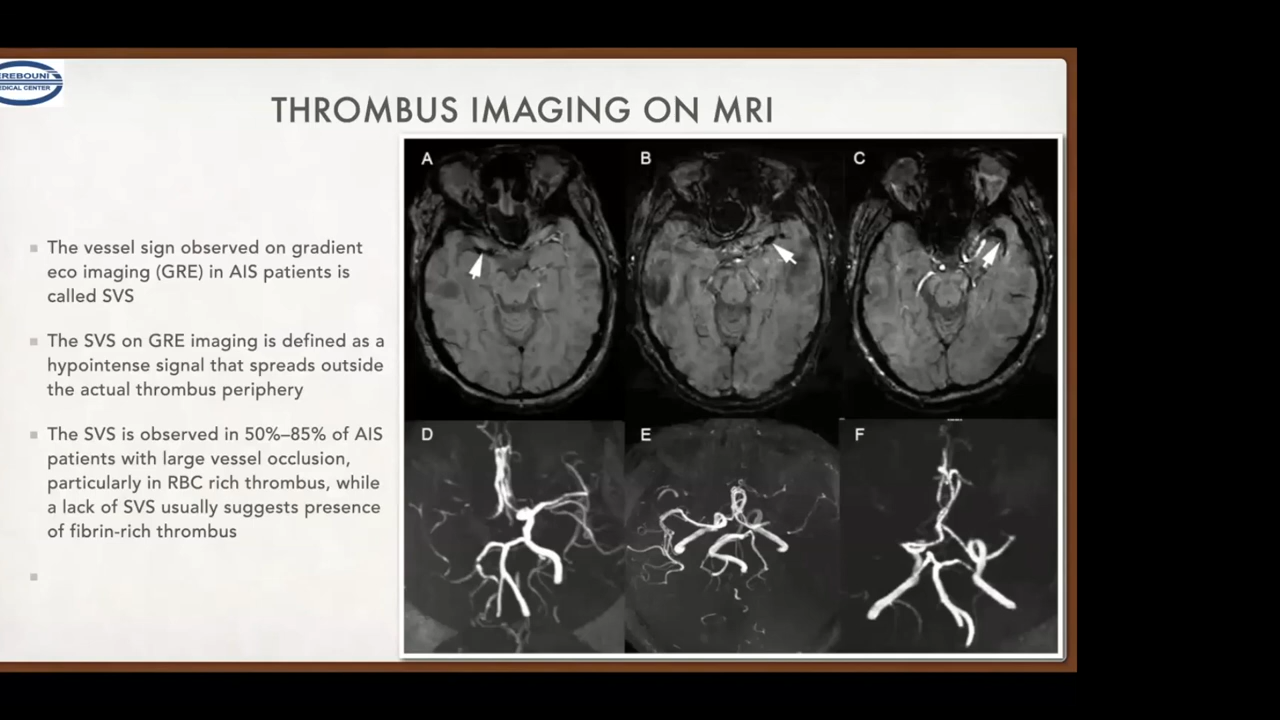 EREBOUNI
EDICAL CENTER
THROMBUS IMAGING ON MRI
The vessel sign observed on gradient
eco imaging (GRE) in AIS patients is
called SVS
The SVS on GRE imaging is defined as a
hypointense signal that spreads outside
the actual thrombus periphery
The SVS is observed in 50%–85% of AIS
patients with large vessel occlusion,
particularly in RBC rich thrombus, while
a lack of SVS usually suggests presence
of fibrin-rich thrombus
A
B
C
D
E
F